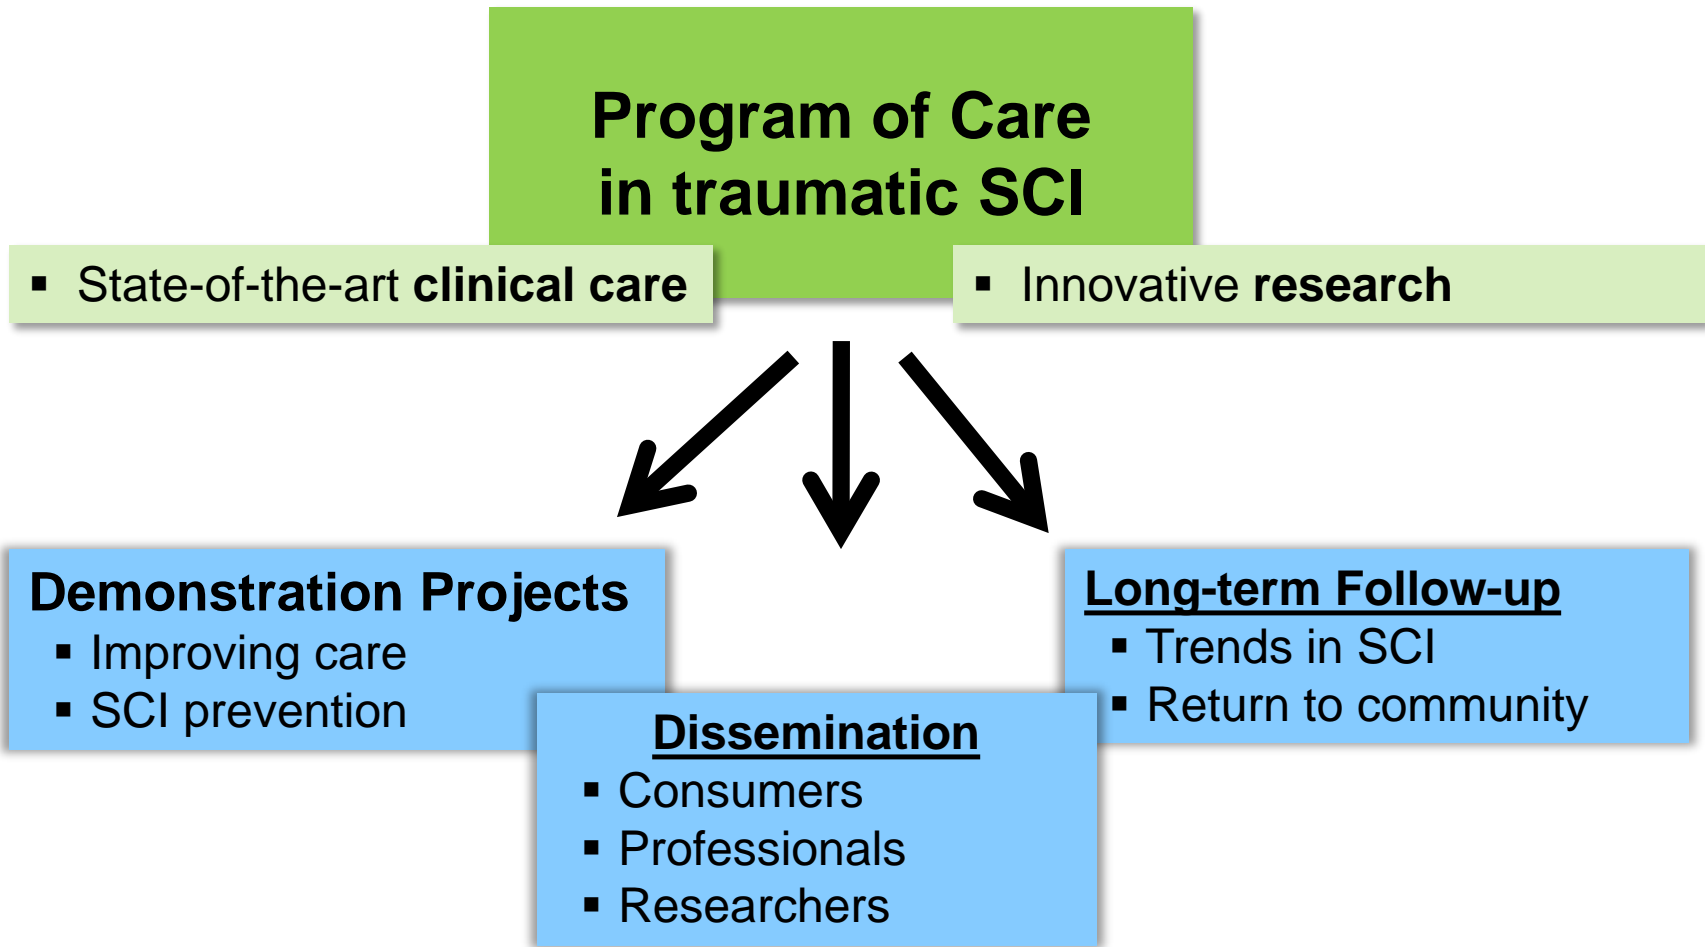 Program of Care
in traumatic SCI
▪ State-of-the-art clinical care
▪ Innovative research
Demonstration Projects
▪ Improving care
▪ SCI prevention
Dissemination
▪ Consumers
▪ Professionals
▪ Researchers
Long-term Follow-up
▪ Trends in SCI
▪ Return to community